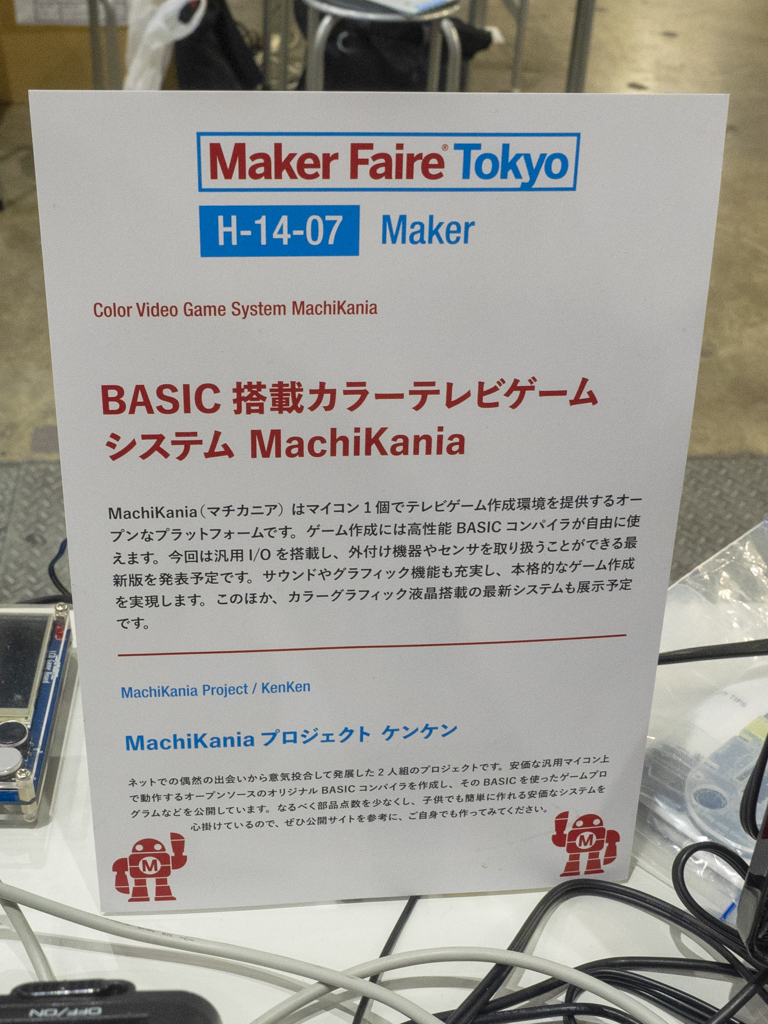 Maker Faire® Tokyo
H-14-07 Maker
Color Video Game System MachiKania
BASIC 搭載カラーテレビゲーム
システム MachiKania
MachiKania（マチカニア）はマイコン 1 個でテレビゲーム作成環境を提供するオー
プンなプラットフォームです。ゲーム作成には高性能 BASIC コンパイラが自由に使
えます。今回は汎用 I/O を搭載し、外付け機器やセンサを取り扱うことができる最
新版を発表予定です。サウンドやグラフィック機能も充実し、本格的なゲーム作成
を実現します。このほか、カラーグラフィック液晶搭載の最新システムも展示予定
です。
MachiKania Project / KenKen
MachiKania プロジェクト ケンケン
ネットでの偶然の出会いから意気投合して発展した 2 人組のプロジェクトです。安価な汎用マイコン上
で動作するオープンソースのオリジナル BASIC コンパイラを作成し、その BASIC を使ったゲームプロ
グラムなどを公開しています。なるべく部品点数を少なくし、子供でも簡単に作れる安価なシステムを
心掛けているので、ぜひ公開サイトを参考に、ご自身でも作ってみてください。
M
M
OFF/ON